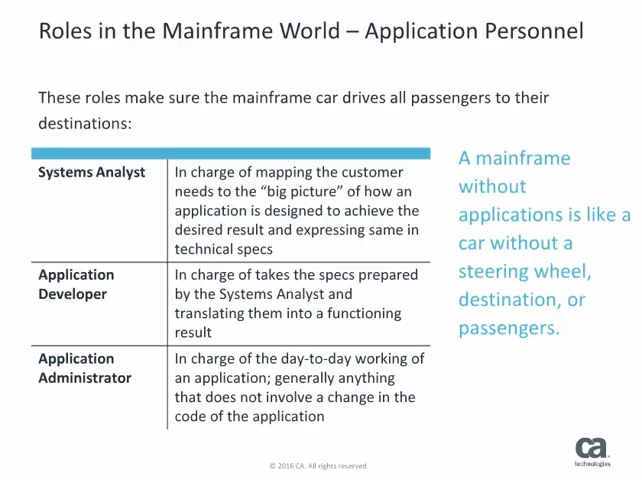 Roles in the Mainframe World – Application Personnel
These roles make sure the mainframe car drives all passengers to their
destinations:
Systems Analyst
In charge of mapping the customer
needs to the “big picture” of how an
application is designed to achieve the
desired result and expressing same in
technical specs
Application
Developer
In charge of takes the specs prepared
by the Systems Analyst and
translating them into a functioning
result
Application
Administrator
In charge of the day-to-day working of
an application; generally anything
that does not involve a change in the
code of the application
A mainframe
without
applications is like a
car without a
steering wheel,
destination, or
passengers.
© 2016 CA. All rights reserved
ca
technologies